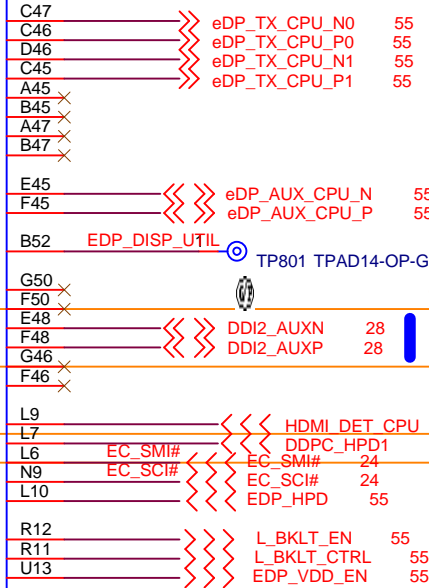 C47 eDP_TX_CPU_N0 55
C46 eDP_TX_CPU_P0 55
D46 eDP_TX_CPU_N1 55
C45 eDP_TX_CPU_P1 55
A45
B45
A47
B47
E45 eDP_AUX_CPU_N 55
F45 eDP_AUX_CPU_P 55
B52 EDP_DISP_UTIL 1
TP801 TPAD14-OP-G
G50
F50
E48 DDI2_AUXN 28
F48 DDI2_AUXP 28
G46
F46
L9 HDMI_DET_CPU
L7 DDPC_HPD1
L6 EC_SMI# EC_SMI# 24
N9 EC_SCI# EC_SCI# 24
L10 EDP_HPD 55
R12 L_BKLT_EN 55
R11 L_BKLT_CTRL 55
U13 EDP_VDD_EN 55